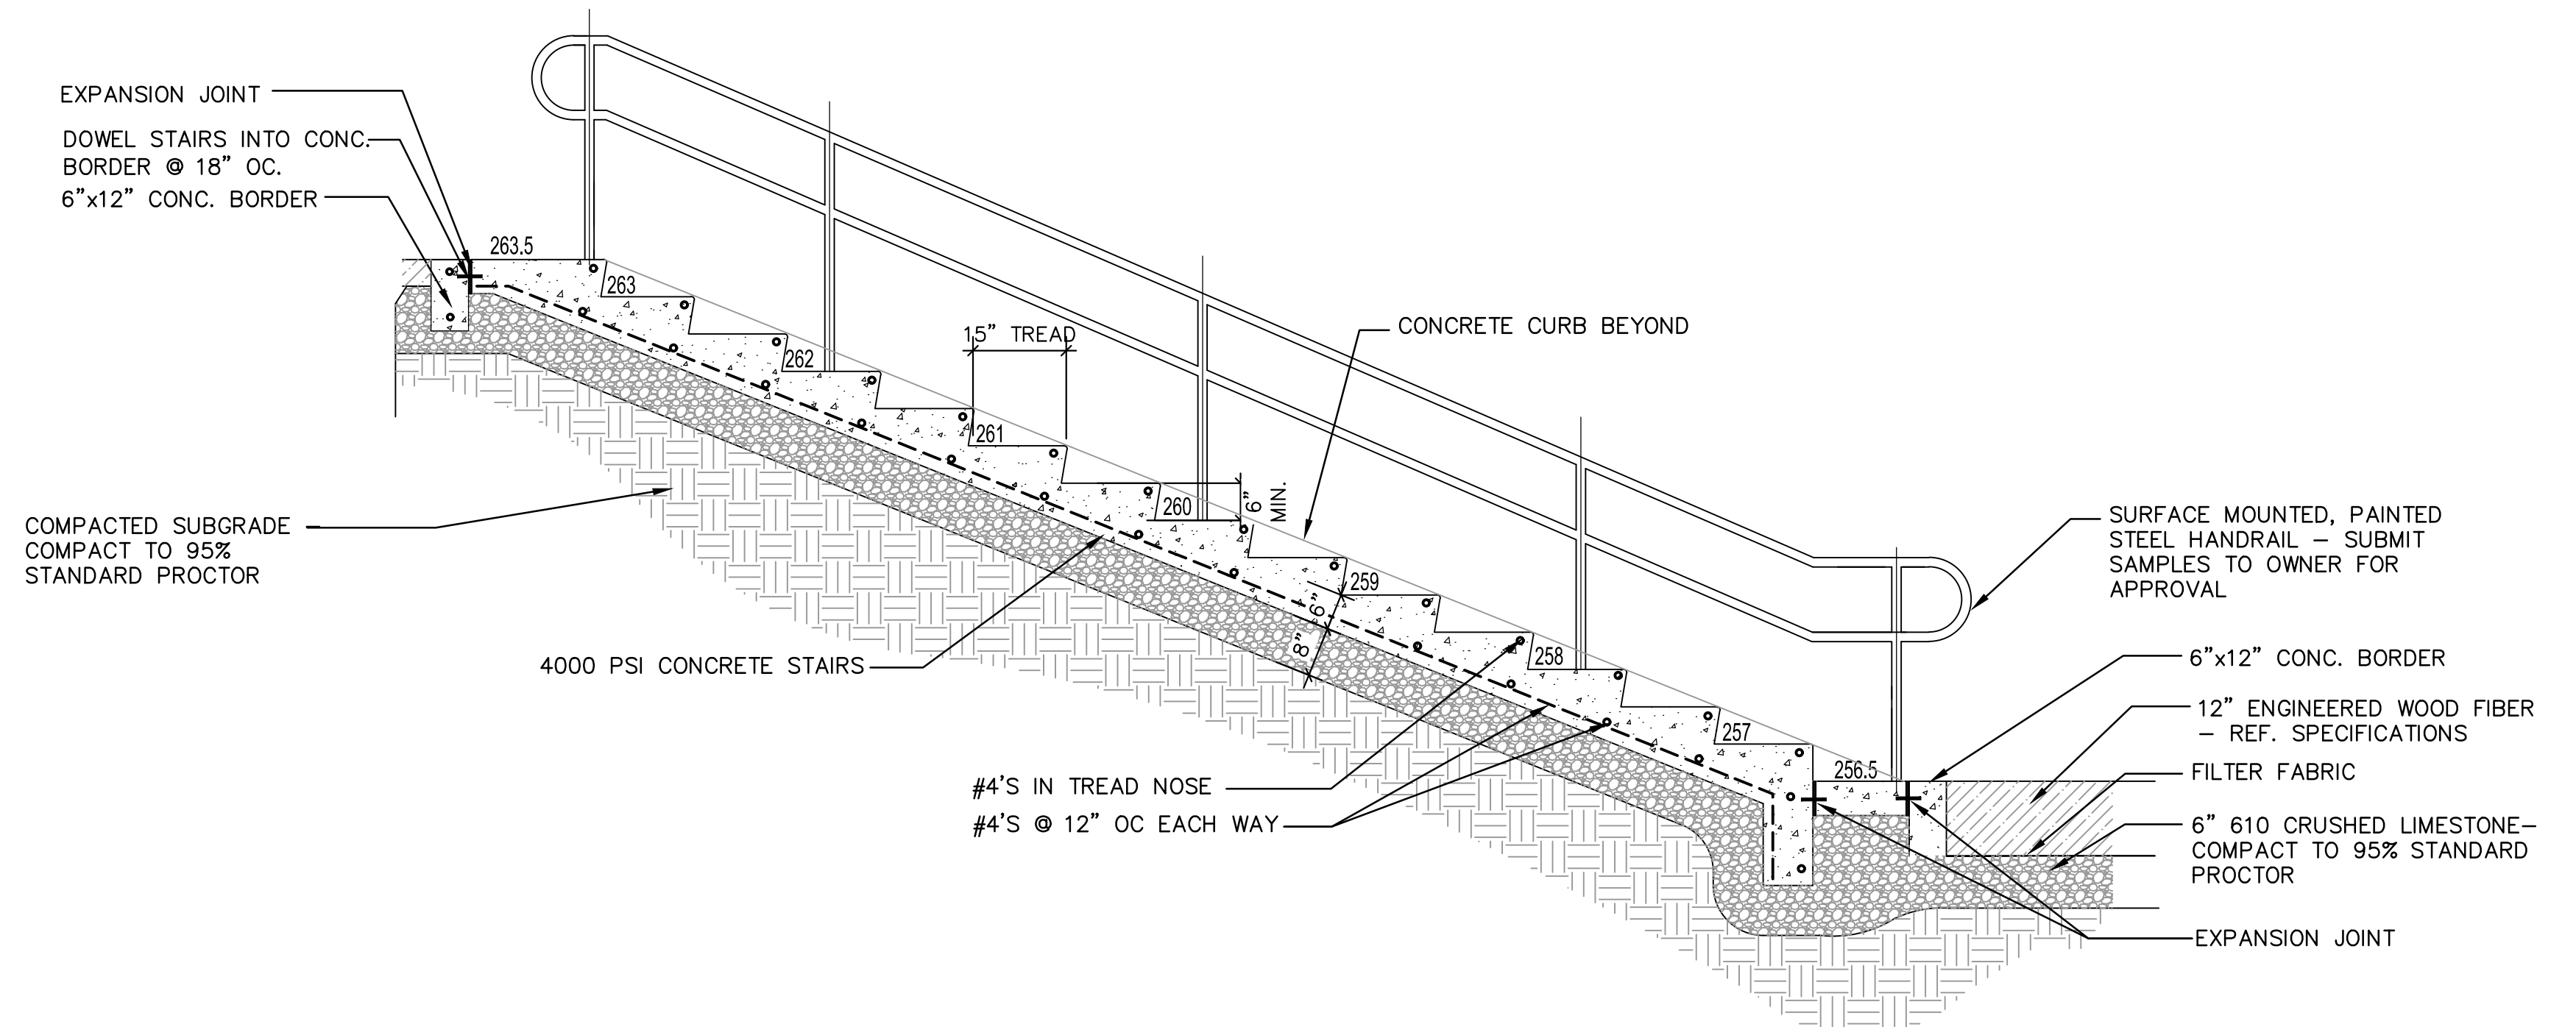 EXPANSION JOINT
DOWEL STAIRS INTO CONC.
BORDER @ 18" OC.
6"x12" CONC. BORDER
263.5
263
262
15" TREAD
261
260
6"
MIN.
CONCRETE CURB BEYOND
259
6"
8"
258
257
256.5
COMPACTED SUBGRADE
COMPACT TO 95%
STANDARD PROCTOR
4000 PSI CONCRETE STAIRS
#4'S IN TREAD NOSE
#4'S @ 12" OC EACH WAY
SURFACE MOUNTED, PAINTED
STEEL HANDRAIL – SUBMIT
SAMPLES TO OWNER FOR
APPROVAL
6"x12" CONC. BORDER
12" ENGINEERED WOOD FIBER
– REF. SPECIFICATIONS
FILTER FABRIC
6" 610 CRUSHED LIMESTONE–
COMPACT TO 95% STANDARD
PROCTOR
EXPANSION JOINT